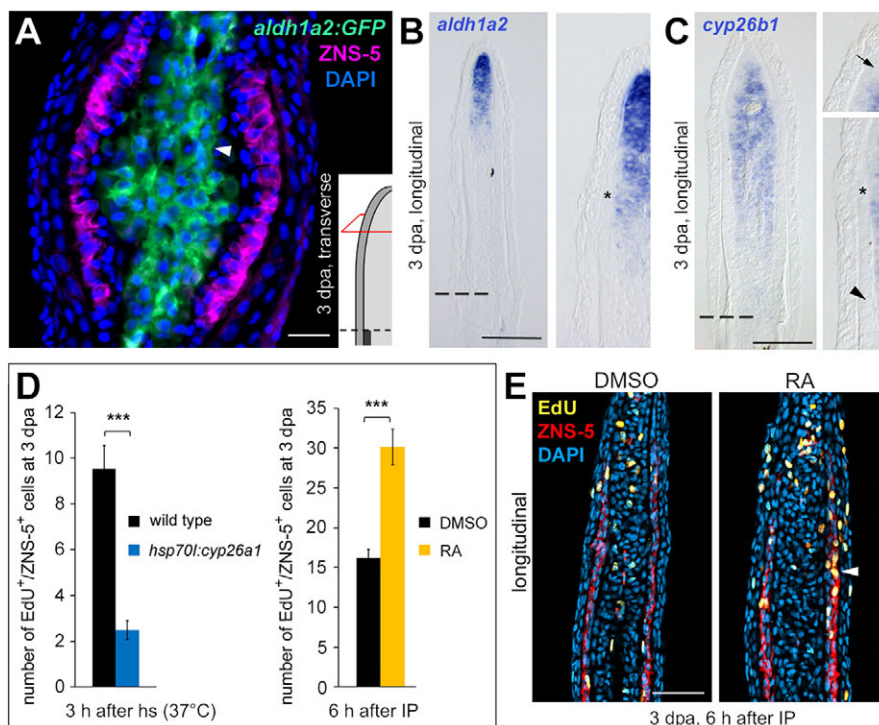 A
aldh1a2:GFP
ZNS-5
DAPI
3 dpa, transverse
B
aldh1a2
3 dpa, longitudinal
*
C
cyp26b1
3 dpa, longitudinal
*
D
number of EdU+/ZNS-5+ cells at 3 dpa
12
10
8
6
4
2
0
***
wild type
hsp70l:cyp26a1
3 h after hs (37°C)
number of EdU+/ZNS-5+ cells at 3 dpa
35
30
25
20
15
10
5
0
***
DMSO
RA
6 h after IP
E
DMSO
RA
EdU
ZNS-5
DAPI
longitudinal
3 dpa, 6 h after IP